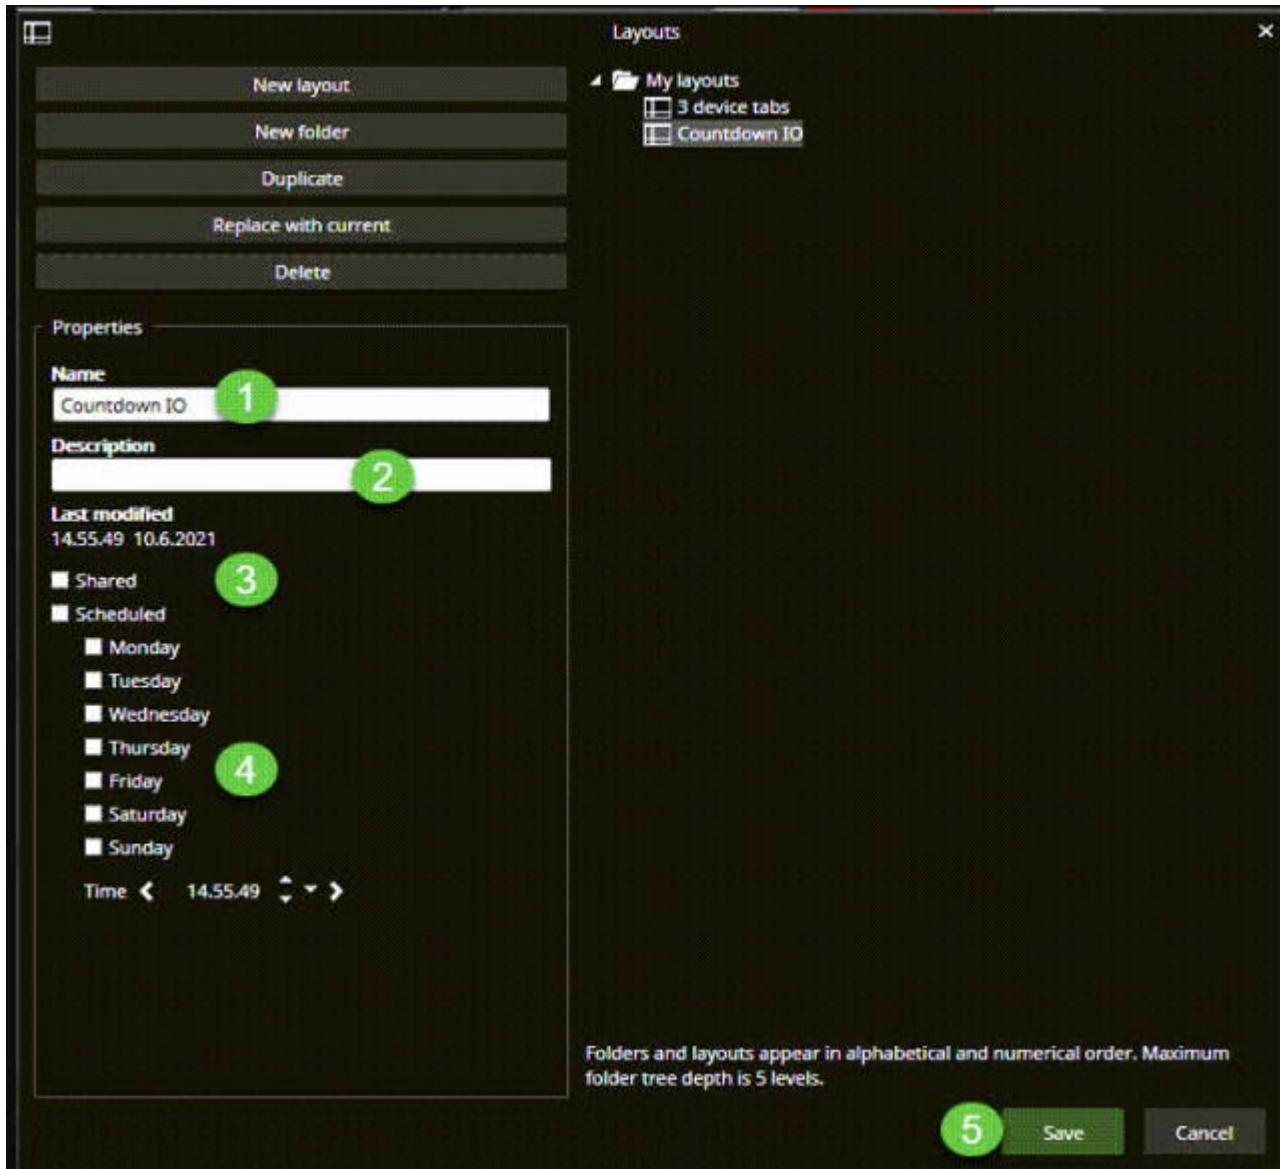 Layouts
New layout
New folder
Duplicate
Replace with current
Delete
My layouts
3 device tabs
Countdown IO
Properties
Name
Countdown IO
1
Description
2
Last modified
14.55.49 10.6.2021
Shared
3
Scheduled
Monday
Tuesday
Wednesday
Thursday
4
Friday
Saturday
Sunday
Time 14.55.49
Folders and layouts appear in alphabetical and numerical order. Maximum
folder tree depth is 5 levels.
5 Save Cancel